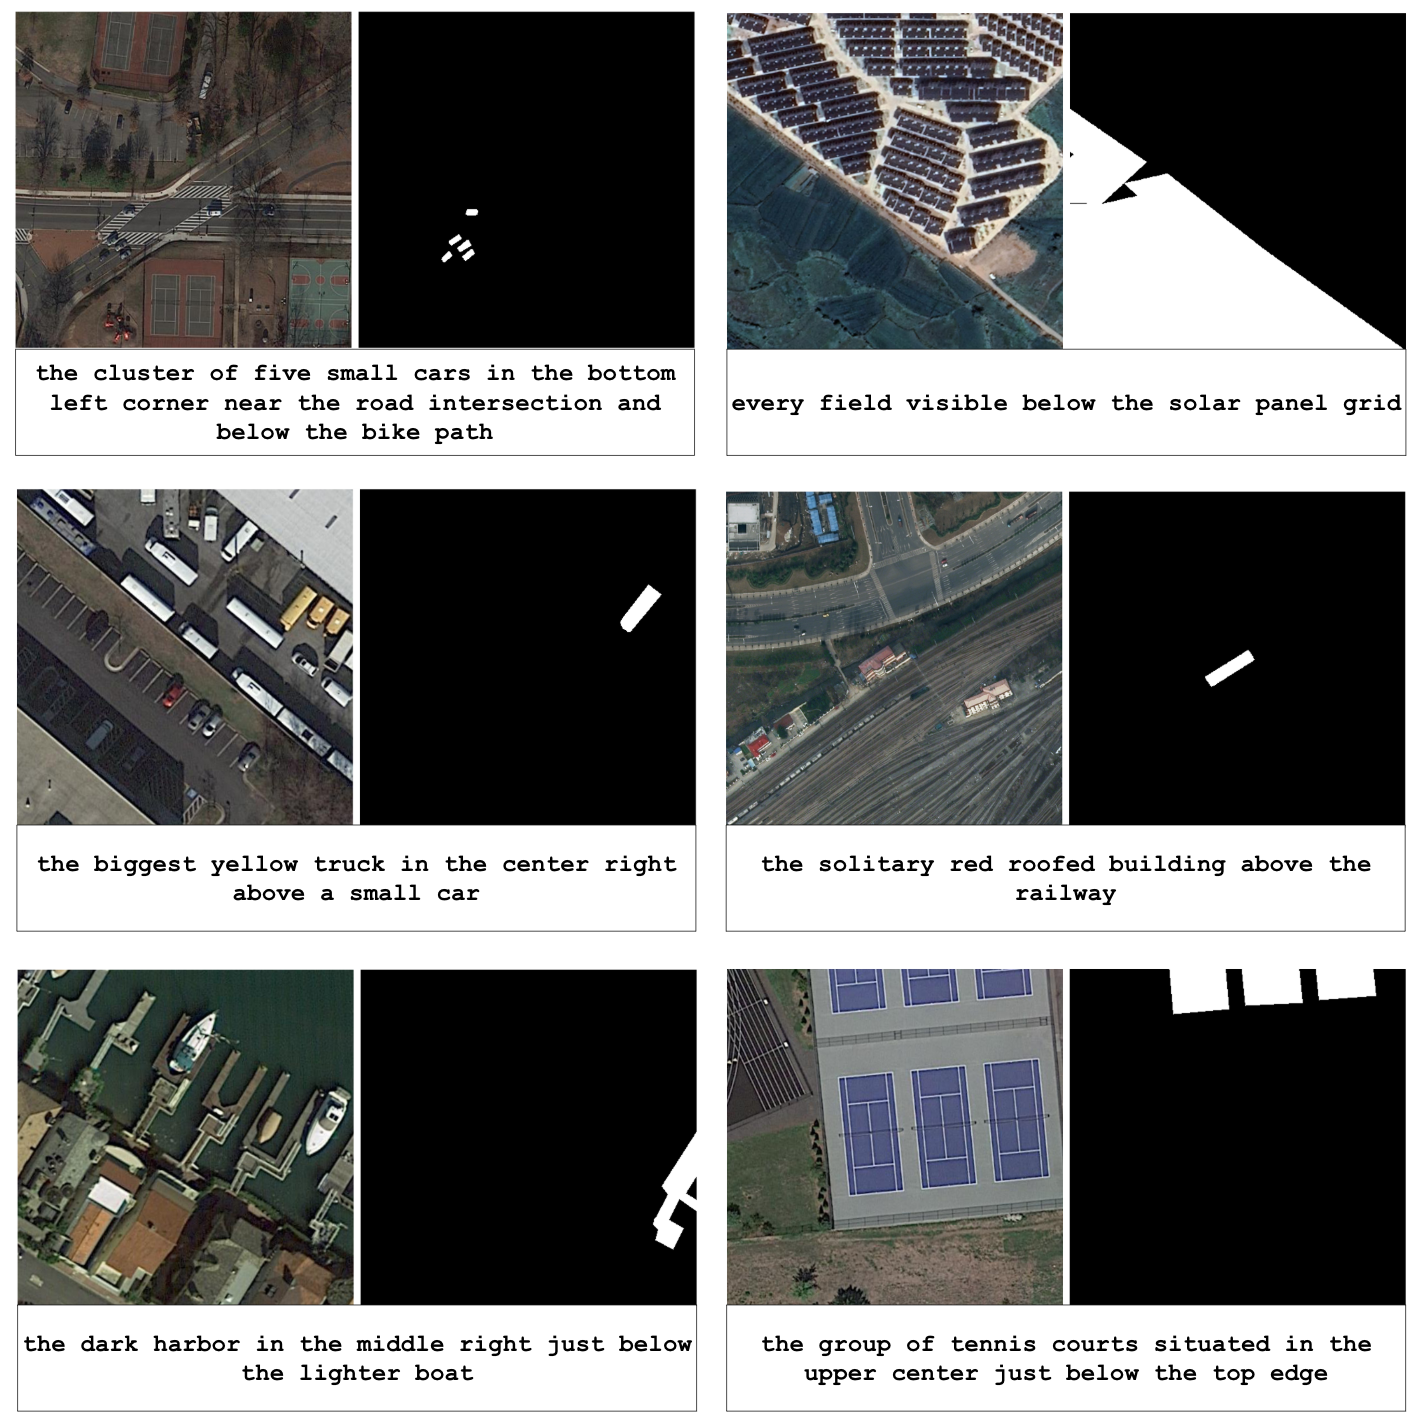 the cluster of five small cars in the bottom
left corner near the road intersection and
below the bike path
every field visible below the solar panel grid
the biggest yellow truck in the center right
above a small car
the solitary red roofed building above the
railway
the dark harbor in the middle right just below
the lighter boat
the group of tennis courts situated in the
upper center just below the top edge